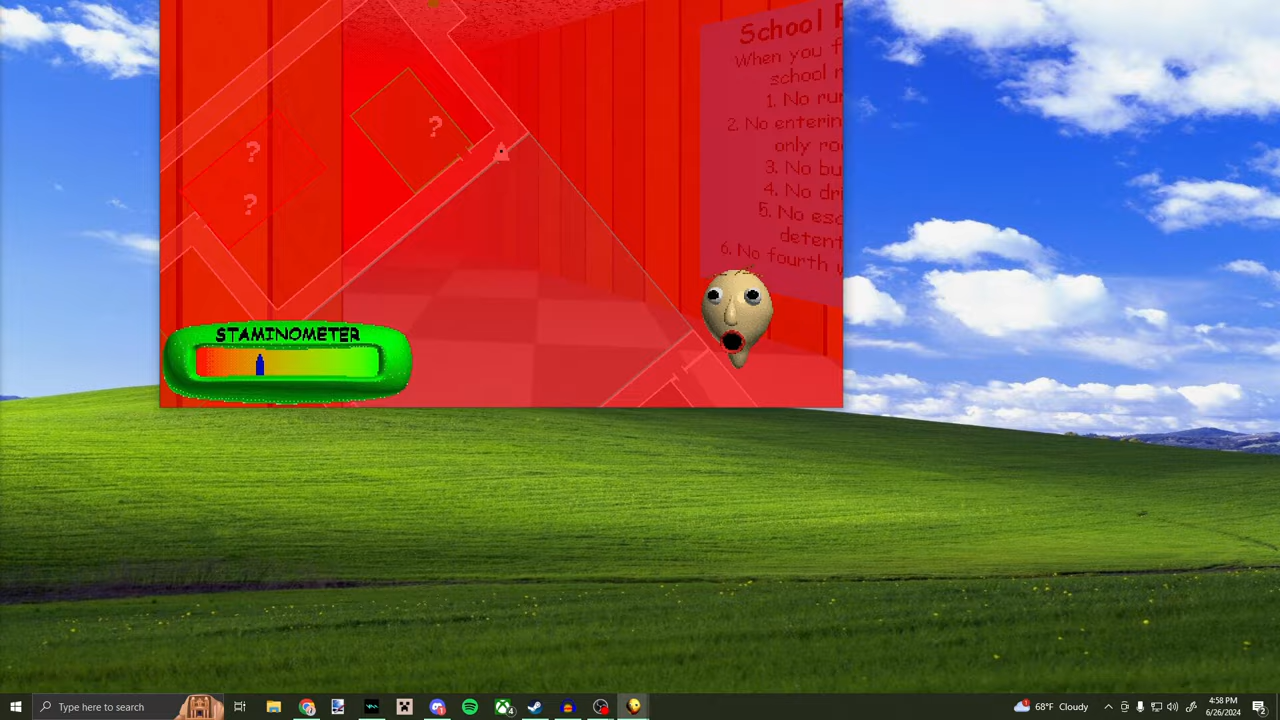 School
When you f
school r
1. No run
2. No enterin
only ro
3. No bu
4. No dri
5. No esc
detent
6. No fourth w
?
?
?
STAMINOMETER
Type here to search
4
68°F Cloudy
4:58 PM
6/26/2024
2